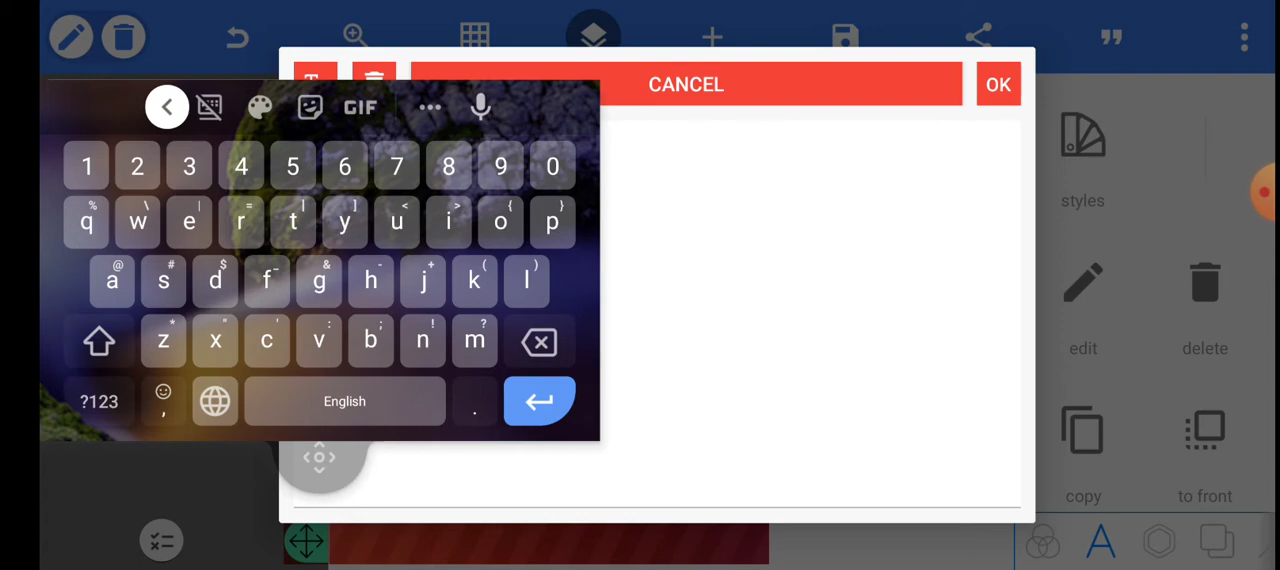 CANCEL
OK
GIF
1 2 3 4 5 6 7 8 9 0
% \ | = [ ] < > { }
q w e r t y u i o p
@ # $ _ & - + ( )
a s d f g h j k l
* " ' : ; ! ?
z x c v b n m
?123 , English .
styles
edit
delete
copy
to front